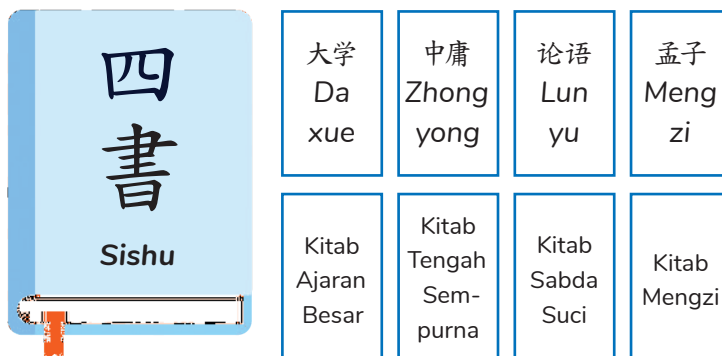 四
書
Sishu
大学
Da
xue
中庸
Zhong
yong
论语
Lun
yu
孟子
Meng
zi
Kitab
Ajaran
Besar
Kitab
Tengah
Sem-
purna
Kitab
Sabda
Suci
Kitab
Mengzi